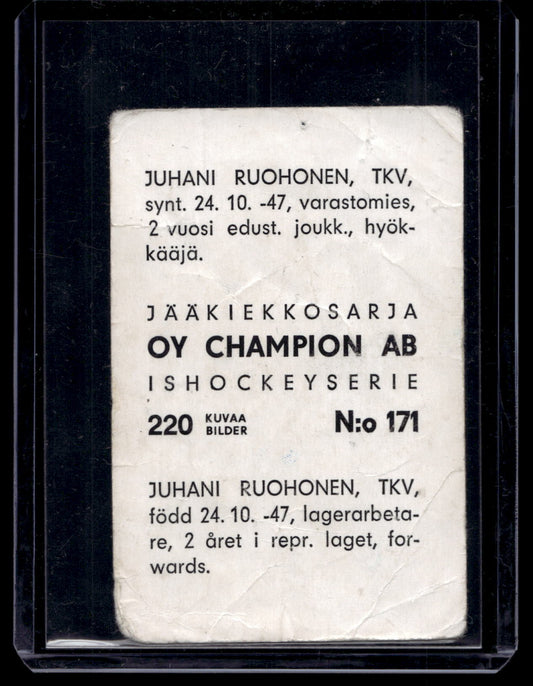 JUHANI RUOHONEN, TKV,
synt. 24. 10. -47, varastomies,
2 vuosi edust. joukk., hyök-
kääjä.
JÄÄKIEKKOSARJA
OY CHAMPION AB
ISHOCKEYSERIE
220 KUVAA BILDER N:o 171
JUHANI RUOHONEN, TKV,
född 24. 10. -47, lagerarbeta-
re, 2 året i repr. laget, for-
wards.